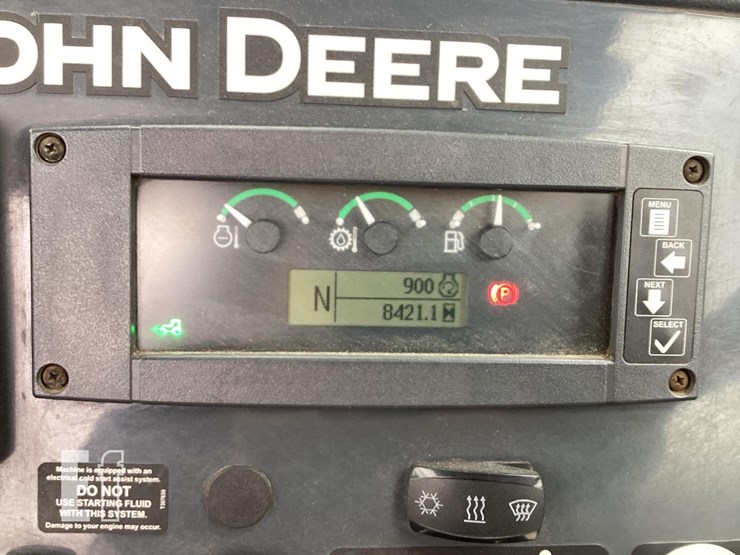 JOHN DEERE
MENU
BACK
NEXT
SELECT
N
900
8421.1
P
Machine is equipped with an
electrical cold start assist system.
DO NOT
USE STARTING FLUID
WITH THIS SYSTEM.
Damage to your engine may occur.